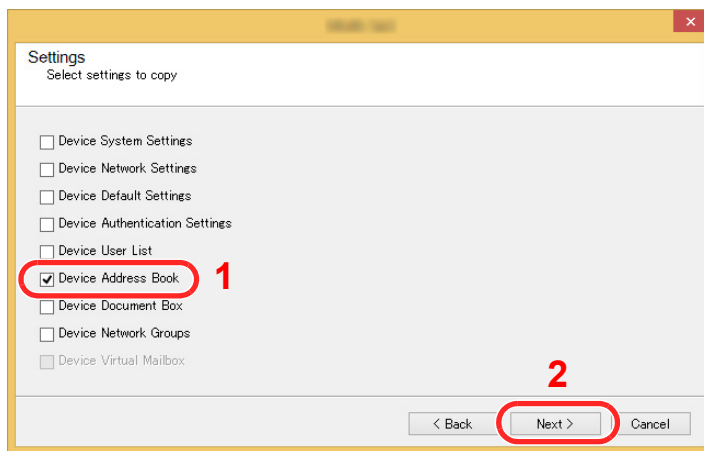 Settings
Select settings to copy
Device System Settings
Device Network Settings
Device Default Settings
Device Authentication Settings
Device User List
Device Address Book 1
Device Document Box
Device Network Groups
Device Virtual Mailbox
2
< Back Next > Cancel